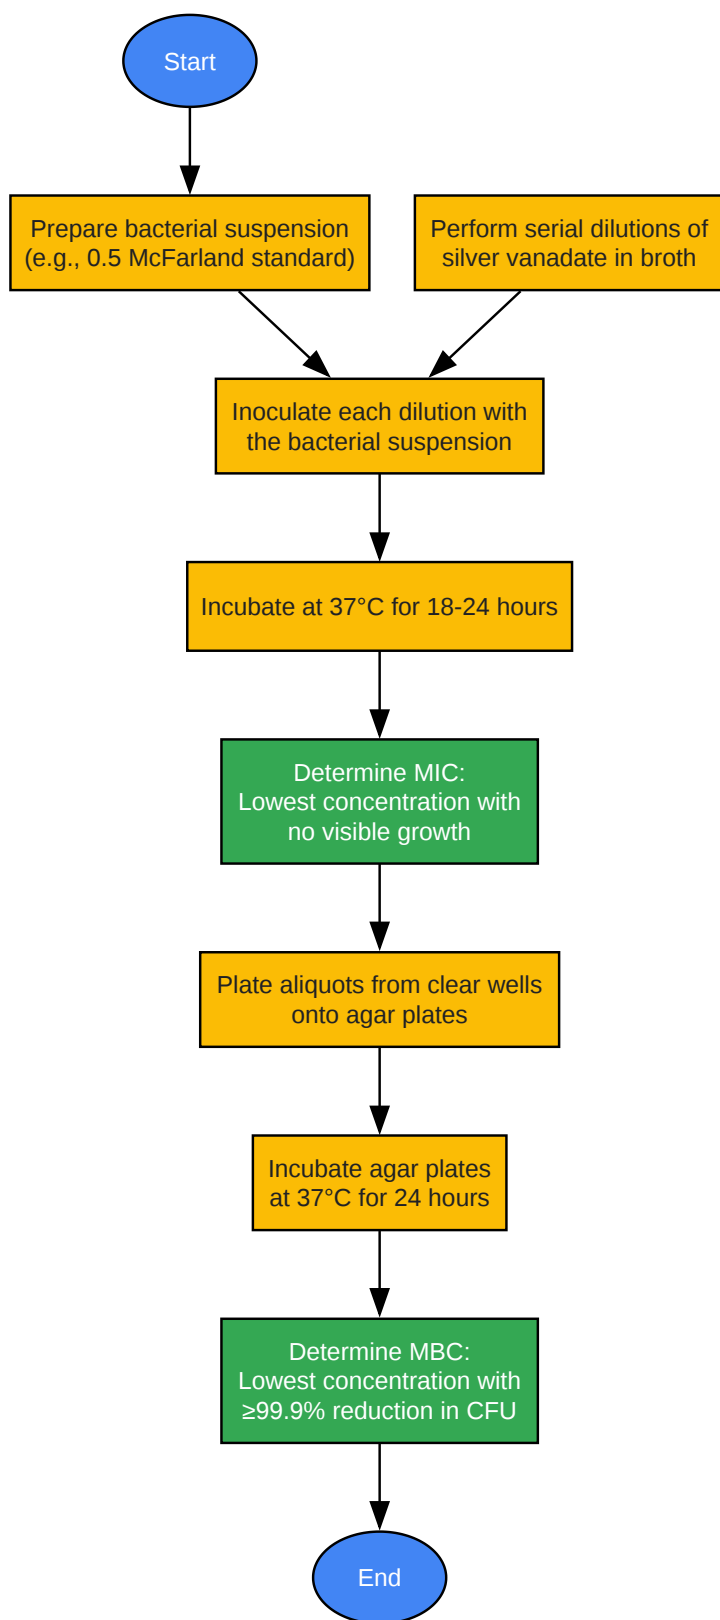 Start
Prepare bacterial suspension
(e.g., 0.5 McFarland standard)
Perform serial dilutions of
silver vanadate in broth
Inoculate each dilution with
the bacterial suspension
Incubate at 37°C for 18-24 hours
Determine MIC:
Lowest concentration with
no visible growth
Plate aliquots from clear wells
onto agar plates
Incubate agar plates
at 37°C for 24 hours
Determine MBC:
Lowest concentration with
≥99.9% reduction in CFU
End